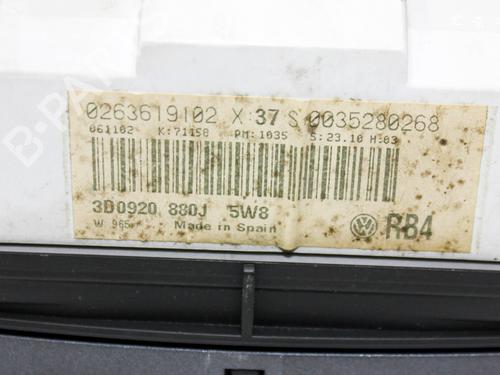 B-PARTS
0263619102 X 37 S 0035280268
061102 K:71158 PM:1035 S:23.10 H:03
3D0920 880J 5W8
W 965 Made in Spain
RB4